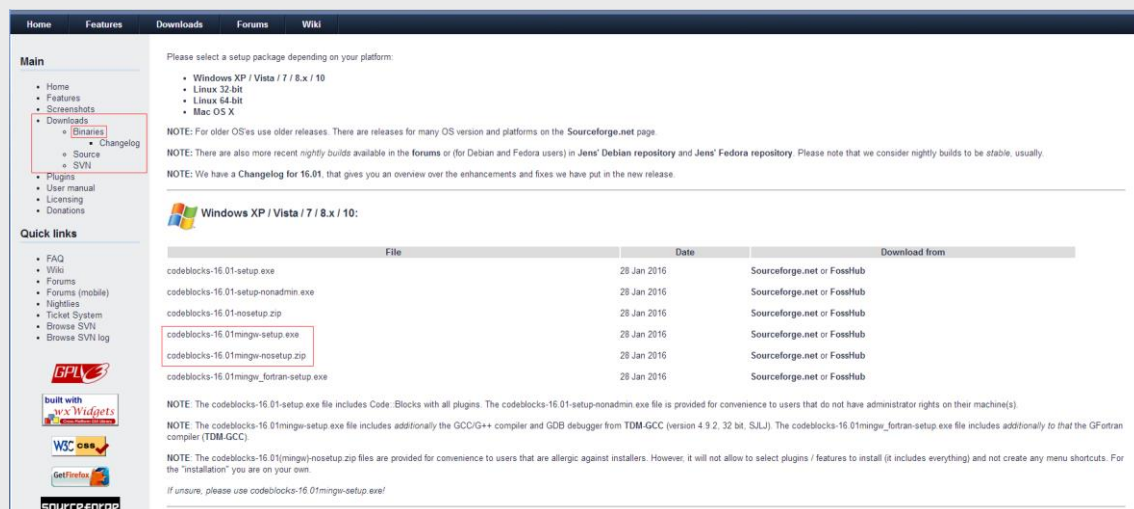 Home Features Downloads Forums Wiki
Main
Home
Features
Screenshots
Downloads
Binaries
Changelog
Source
SVN
Plugins
User manual
Licensing
Donations
Quick links
FAQ
Wiki
Forums
Forums (mobile)
Nightlies
Ticket System
Browse SVN
Browse SVN log
GPLv3
built with
wxWidgets
Cross-Platform GUI Library
W3C css
GetFirefox
SOURCEFORGE
Please select a setup package depending on your platform:
Windows XP / Vista / 7 / 8.x / 10
Linux 32-bit
Linux 64-bit
Mac OS X
NOTE: For older OS'es use older releases. There are releases for many OS version and platforms on the Sourceforge.net page.
NOTE: There are also more recent nightly builds available in the forums or (for Debian and Fedora users) in Jens' Debian repository and Jens' Fedora repository. Please note that we consider nightly builds to be stable, usually.
NOTE: We have a Changelog for 16.01, that gives you an overview over the enhancements and fixes we have put in the new release.
Windows XP / Vista / 7 / 8.x / 10:
File Date Download from
codeblocks-16.01-setup.exe 28 Jan 2016 Sourceforge.net or FossHub
codeblocks-16.01-setup-nonadmin.exe 28 Jan 2016 Sourceforge.net or FossHub
codeblocks-16.01-nosetup.zip 28 Jan 2016 Sourceforge.net or FossHub
codeblocks-16.01mingw-setup.exe 28 Jan 2016 Sourceforge.net or FossHub
codeblocks-16.01mingw-nosetup.zip 28 Jan 2016 Sourceforge.net or FossHub
codeblocks-16.01mingw_fortran-setup.exe 28 Jan 2016 Sourceforge.net or FossHub
NOTE: The codeblocks-16.01-setup.exe file includes Code::Blocks with all plugins. The codeblocks-16.01-setup-nonadmin.exe file is provided for convenience to users that do not have administrator rights on their machine(s).
NOTE: The codeblocks-16.01mingw-setup.exe file includes additionally the GCC/G++ compiler and GDB debugger from TDM-GCC (version 4.9.2, 32 bit, SJLJ). The codeblocks-16.01mingw_fortran-setup.exe file includes additionally to that the GFortran
compiler (TDM-GCC).
NOTE: The codeblocks-16.01(mingw)-nosetup.zip files are provided for convenience to users that are allergic against installers. However, it will not allow to select plugins / features to install (it includes everything) and not create any menu shortcuts. For
the "installation" you are on your own.
If unsure, please use codeblocks-16.01mingw-setup.exe!